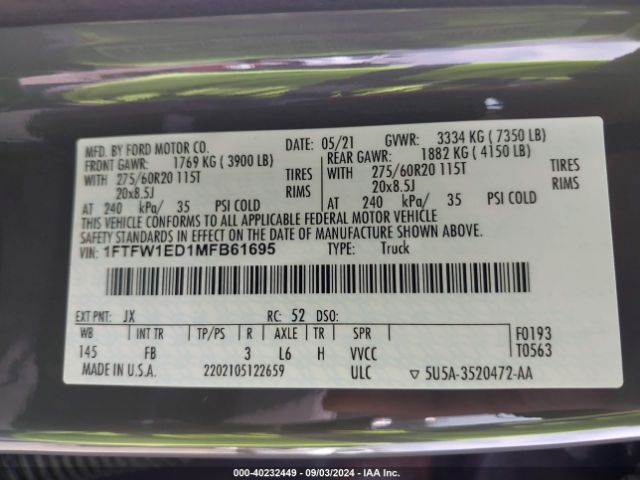 MFD. BY FORD MOTOR CO. DATE: 05/21 GVWR: 3334 KG ( 7350 LB)
FRONT GAWR: 1769 KG ( 3900 LB) REAR GAWR: 1882 KG ( 4150 LB)
WITH 275/60R20 115T TIRES WITH 275/60R20 115T TIRES
20x8.5J RIMS 20x8.5J RIMS
AT 240 kPa/ 35 PSI COLD AT 240 kPa/ 35 PSI COLD
THIS VEHICLE CONFORMS TO ALL APPLICABLE FEDERAL MOTOR VEHICLE
SAFETY STANDARDS IN EFFECT ON THE DATE OF MANUFACTURE SHOWN ABOVE.
VIN: 1FTFW1ED1MFB61695 TYPE: Truck
EXT PNT: JX RC: 52 DSO:
WB INT TR TP/PS R AXLE TR SPR F0193
145 FB 3 L6 H VVCC T0563
MADE IN U.S.A. 2202105122659 ULC ▽ 5U5A-3520472-AA
000-40232449 - 09/03/2024 - IAA Inc.